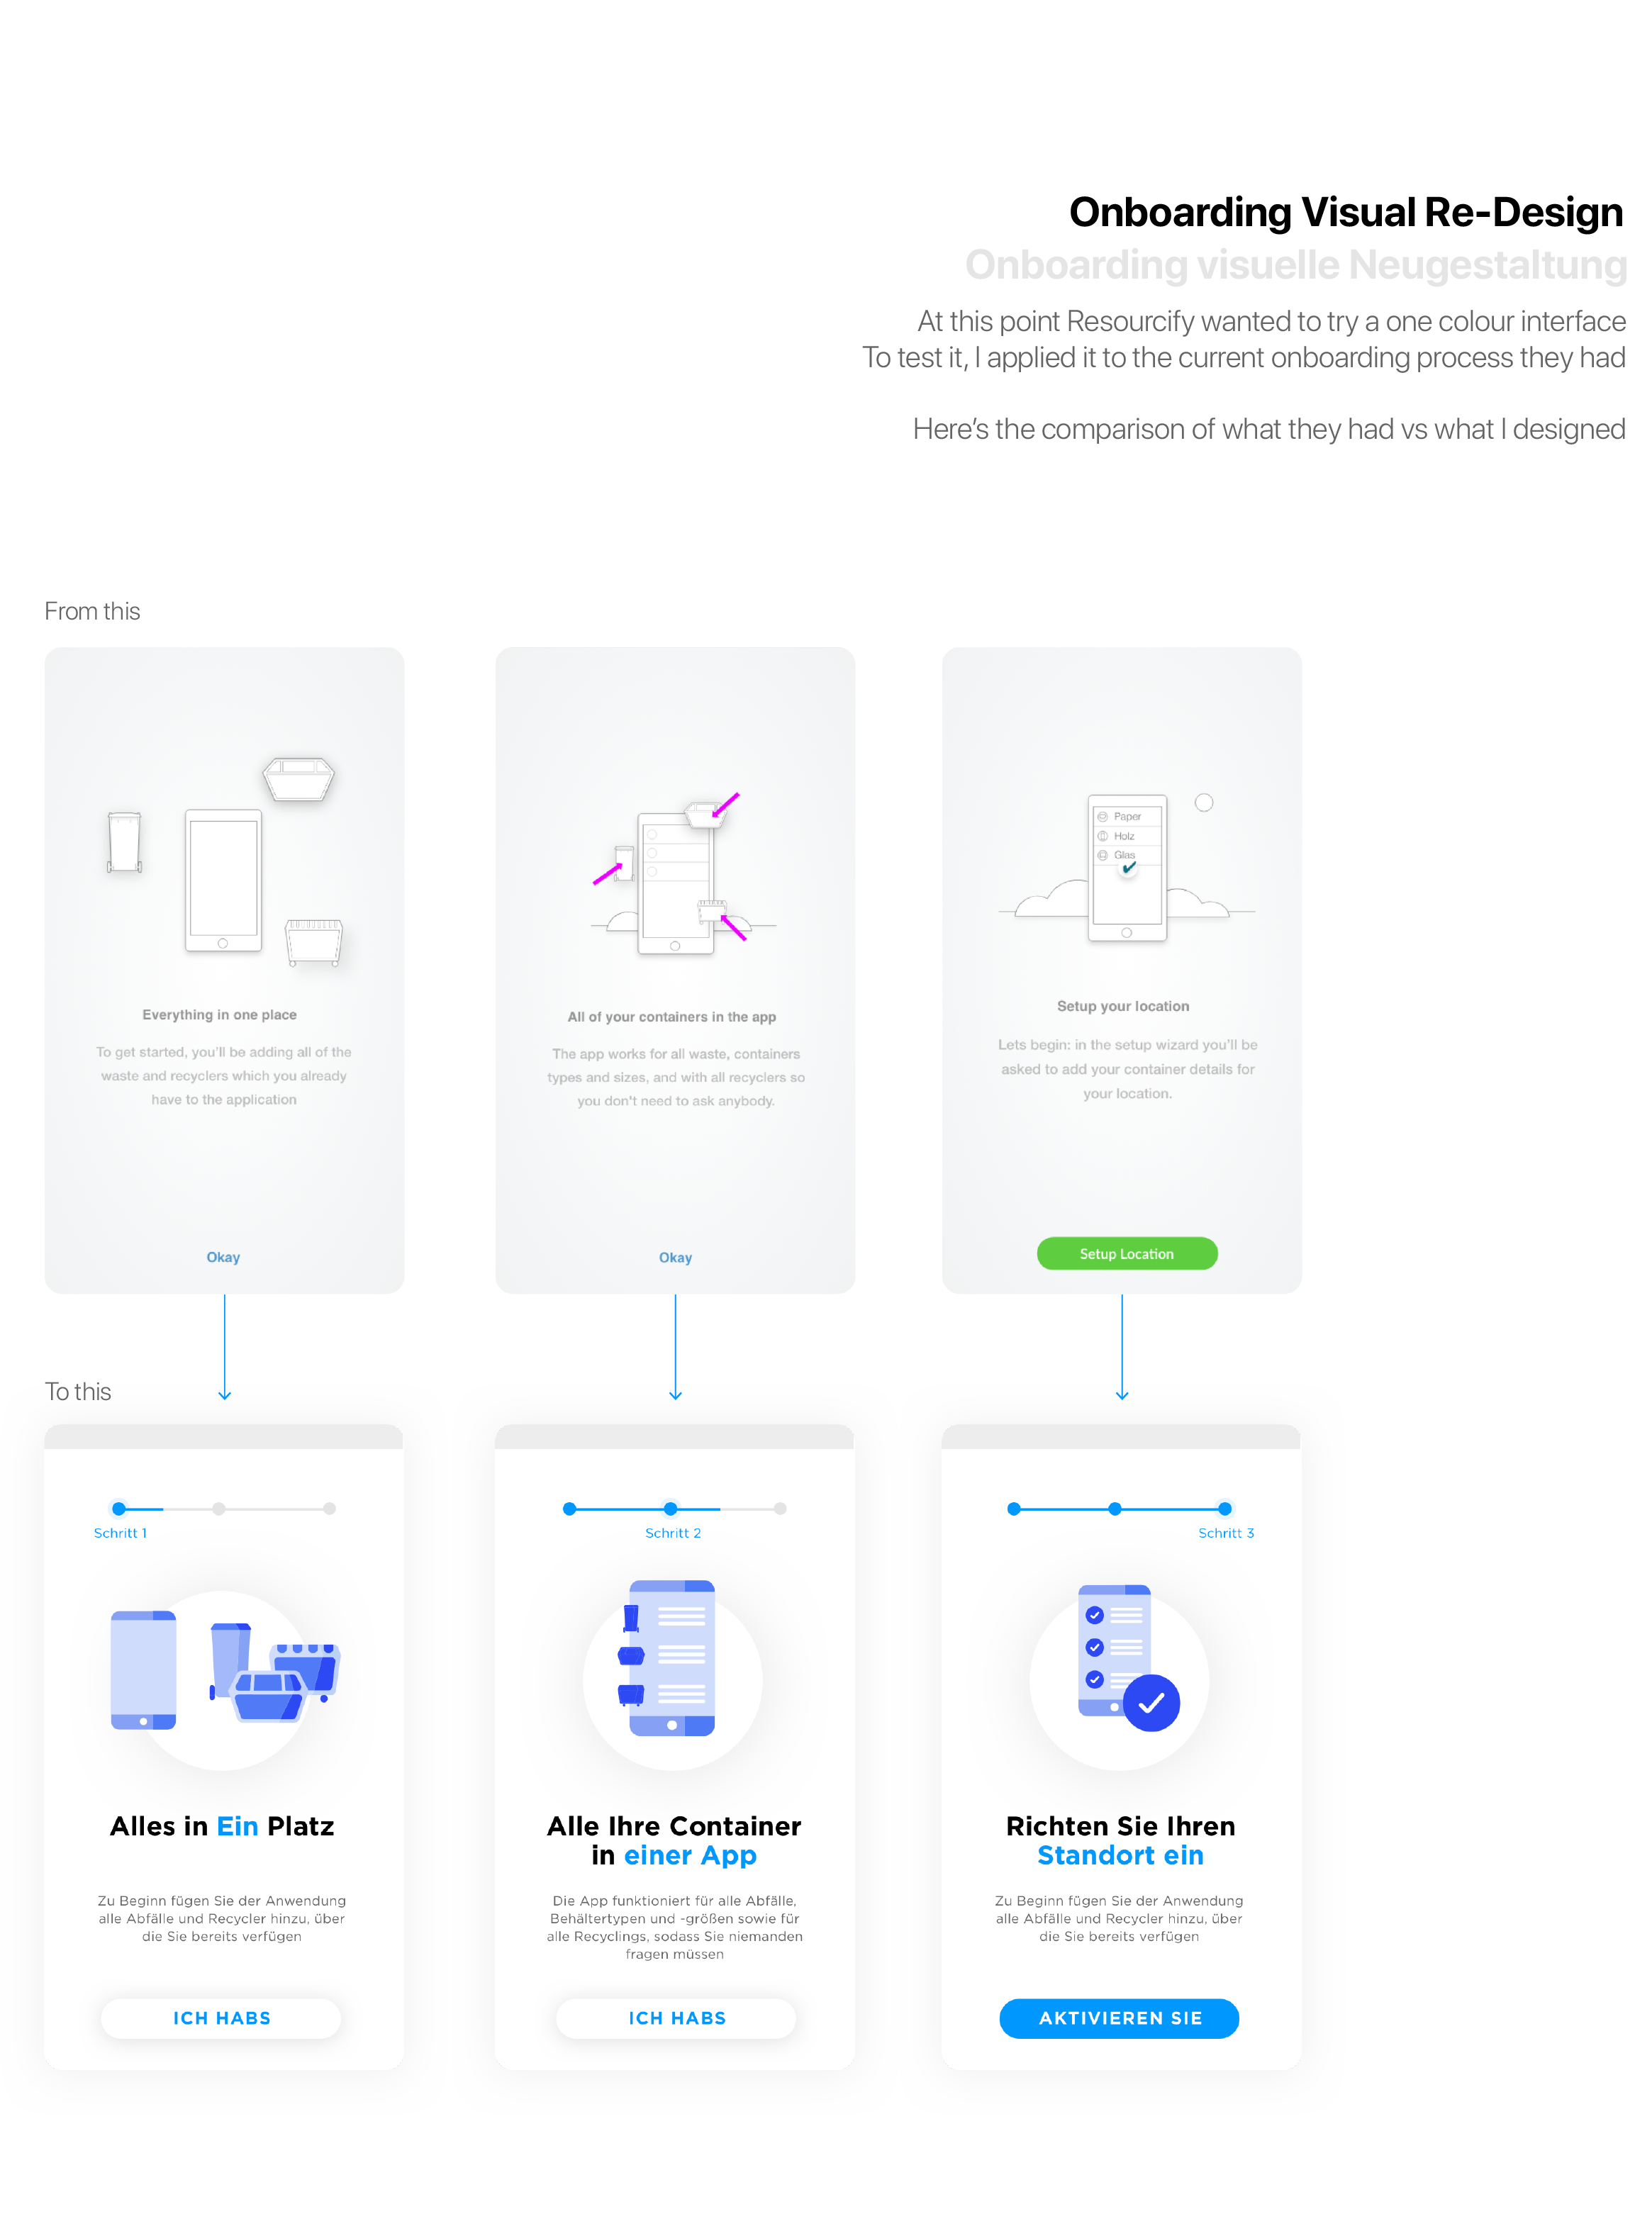 Onboarding Visual Re-Design
Onboarding visuelle Neugestaltung
At this point Resourcify wanted to try a one colour interface
To test it, I applied it to the current onboarding process they had
Here's the comparison of what they had vs what I designed
From this
Everything in one place
To get started, you'll be adding all of the
waste and recyclers which you already
have to the application
Okay
All of your containers in the app
The app works for all waste, containers
types and sizes, and with all recyclers so
you don't need to ask anybody.
Okay
Paper
Holz
Glas
Setup your location
Lets begin: in the setup wizard you'll be
asked to add your container details for
your location.
Setup Location
To this
Schritt 1
Alles in Ein Platz
Zu Beginn fügen Sie der Anwendung
alle Abfälle und Recycler hinzu, über
die Sie bereits verfügen
ICH HABS
Schritt 2
Alle Ihre Container
in einer App
Die App funktioniert für alle Abfälle,
Behältertypen und -größen sowie für
alle Recyclings, sodass Sie niemanden
fragen müssen
ICH HABS
Schritt 3
Richten Sie Ihren
Standort ein
Zu Beginn fügen Sie der Anwendung
alle Abfälle und Recycler hinzu, über
die Sie bereits verfügen
AKTIVIEREN SIE